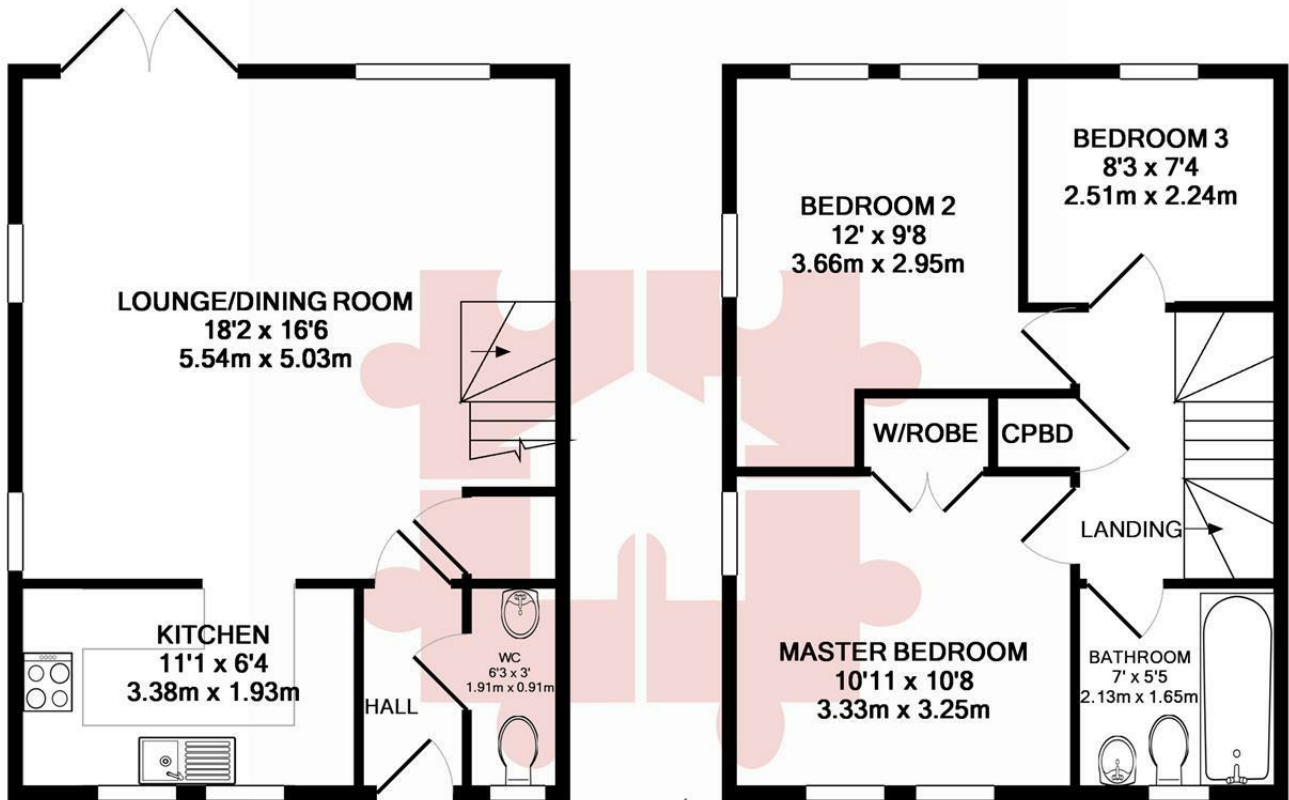 LOUNGE/DINING ROOM
18'2 x 16'6
5.54m x 5.03m
KITCHEN
11'1 x 6'4
3.38m x 1.93m
HALL
WC
6'3 x 3'
1.91m x 0.91m
BEDROOM 2
12' x 9'8
3.66m x 2.95m
BEDROOM 3
8'3 x 7'4
2.51m x 2.24m
W/ROBE
CPBD
LANDING
MASTER BEDROOM
10'11 x 10'8
3.33m x 3.25m
BATHROOM
7' x 5'5
2.13m x 1.65m